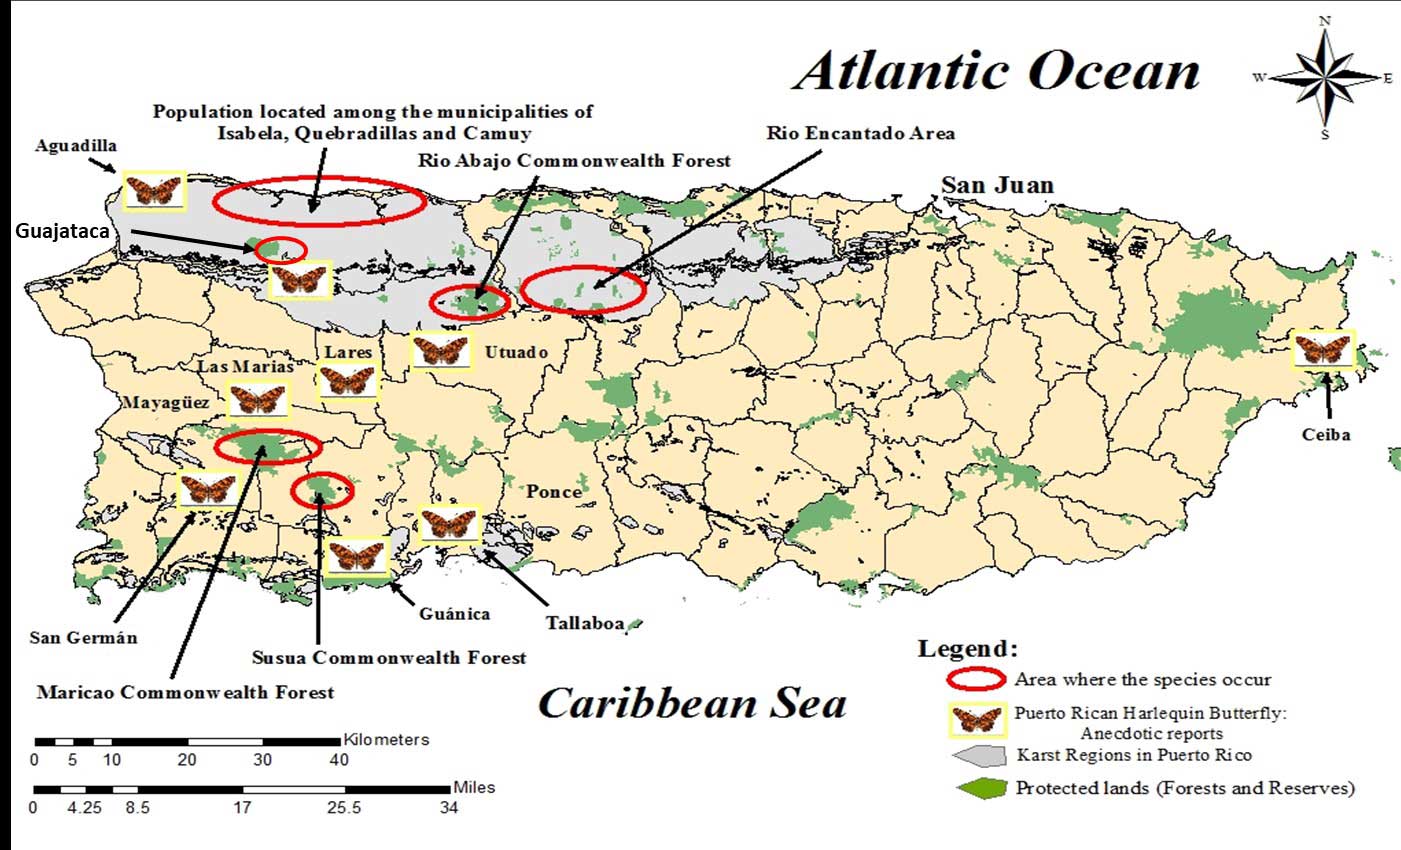 N
Atlantic Ocean
W
E
S
Population located among the municipalities of
Isabela, Quebradillas and Camuy
Rio Encantado Area
Aguadilla
Rio Abajo Commonwealth Forest
San Juan
Guajataca
Lares
Utuado
Las Marias
Mayagüez
Ceiba
Ponce
Guánica
Tallaboa
San Germán
Susua Commonwealth Forest
Maricao Commonwealth Forest
Caribbean Sea
Legend:
Area where the species occur
Puerto Rican Harlequin Butterfly:
Anecdotic reports
Karst Regions in Puerto Rico
Protected lands (Forests and Reserves)
Kilometers
0 5 10 20 30 40
Miles
0 4.25 8.5 17 25.5 34